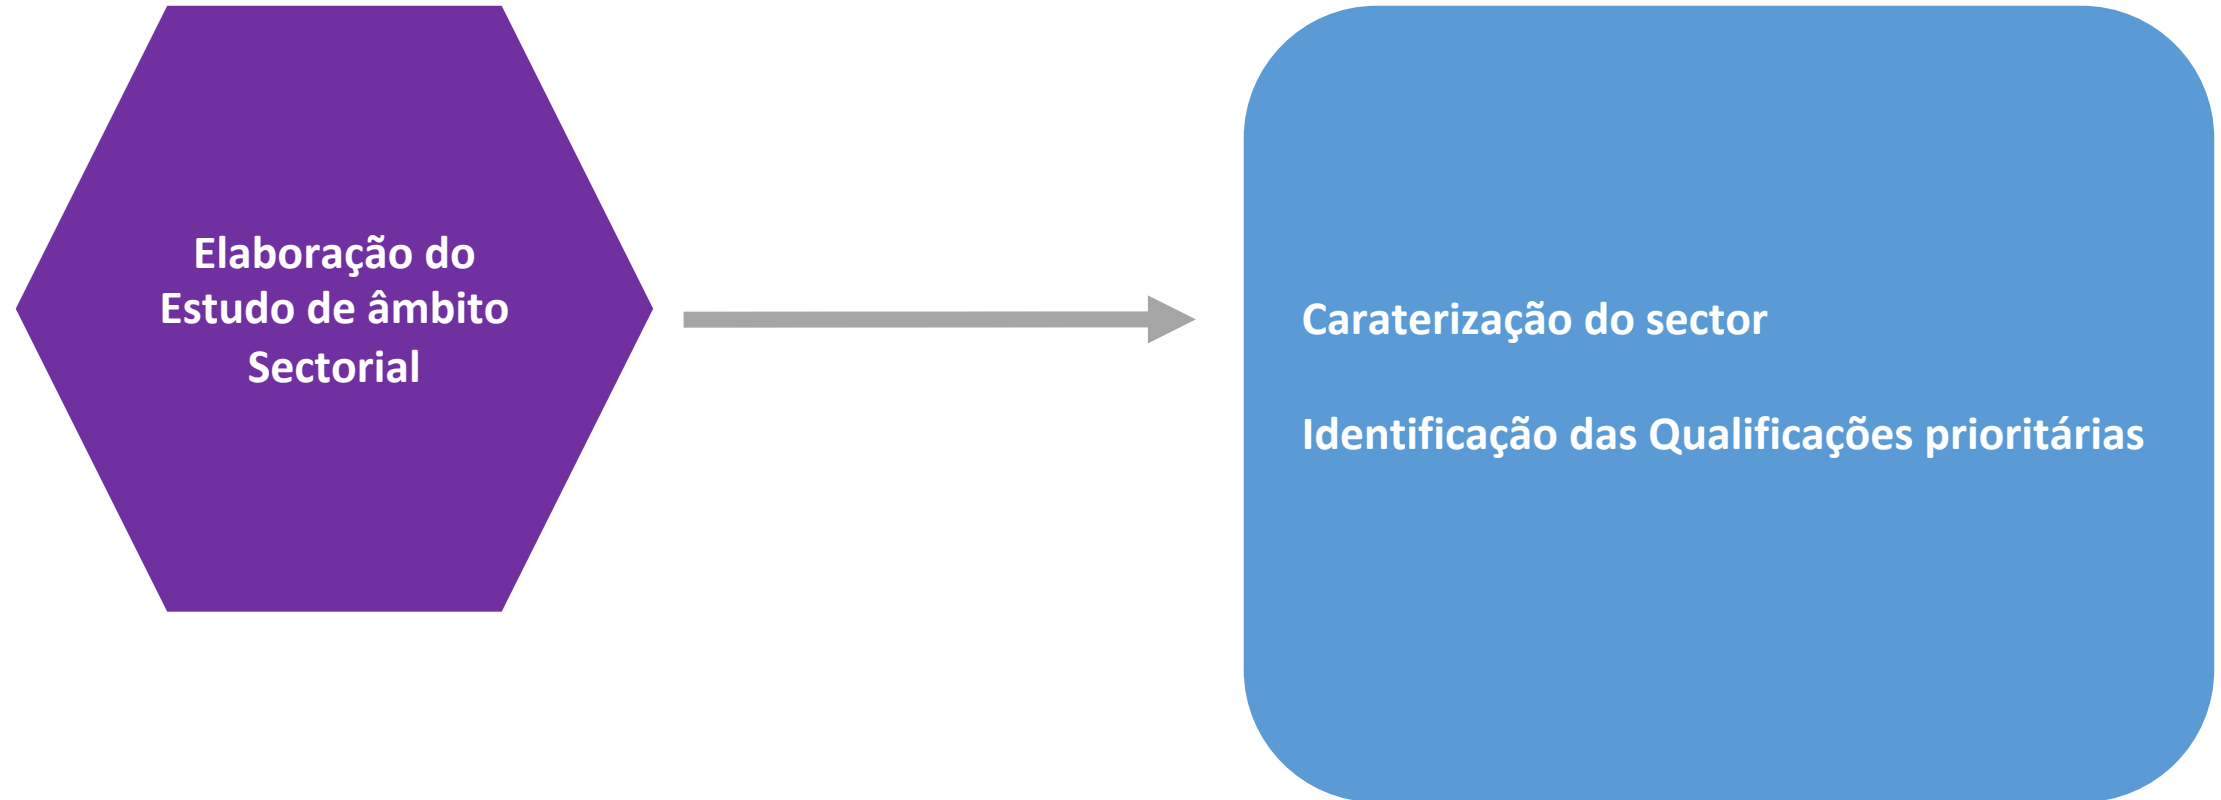 Elaboração do
Estudo de âmbito
Sectorial
Caraterização do sector
Identificação das Qualificações prioritárias